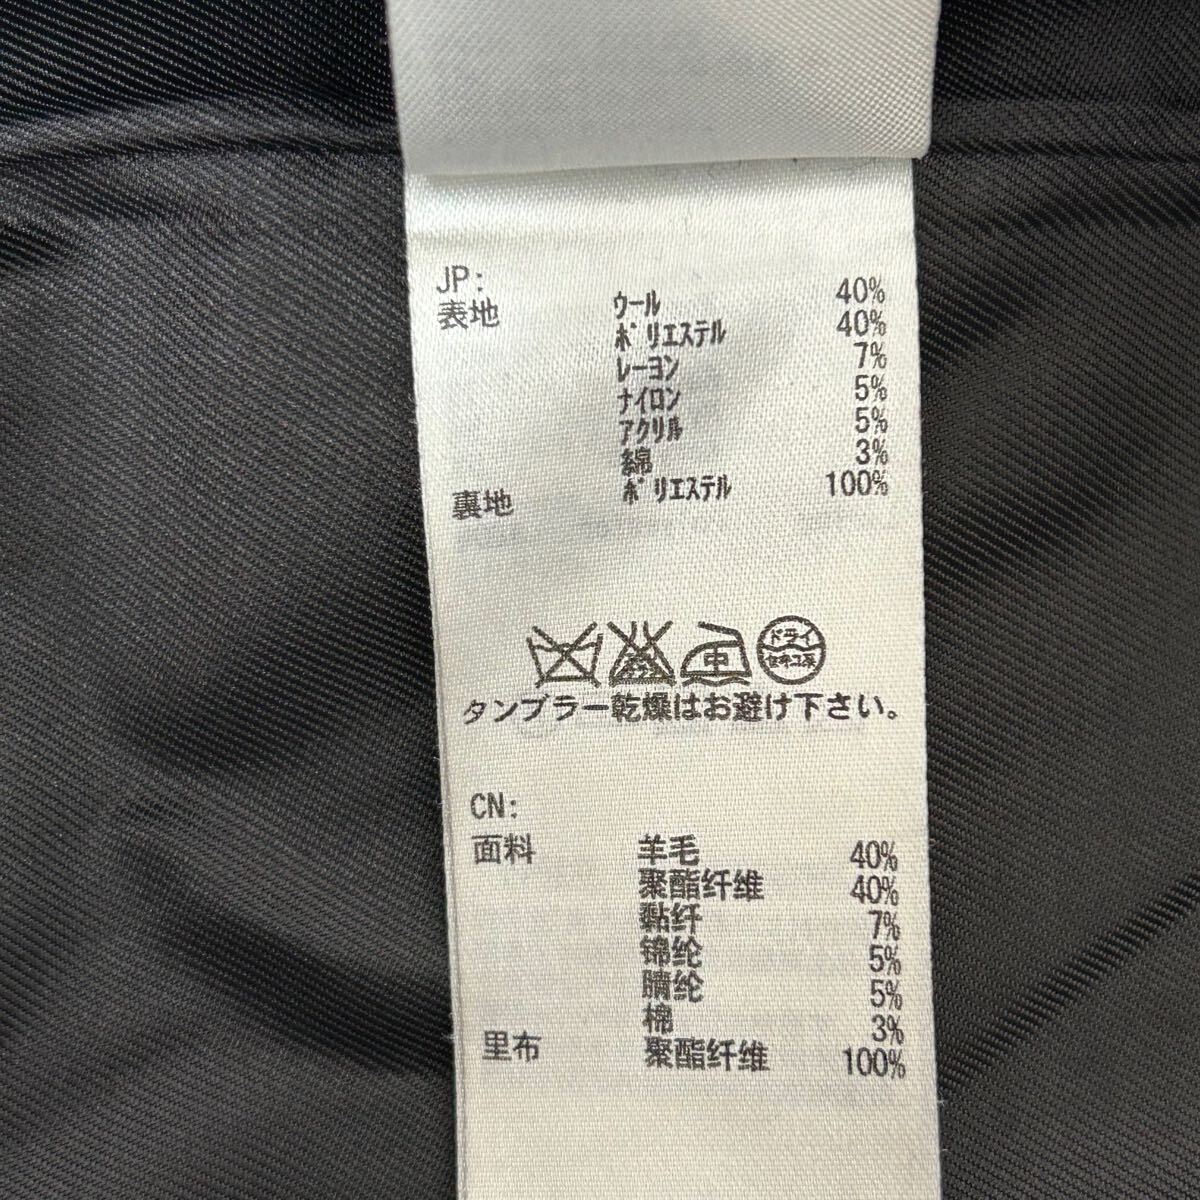 JP:
表地 ウール 40%
ポリエステル 40%
レーヨン 7%
ナイロン 5%
アクリル 5%
綿 3%
裏地 ポリエステル 100%
中
ドライ
セキユ系
タンブラー乾燥はお避け下さい。
CN:
面料 羊毛 40%
聚酯纤维 40%
黏纤 7%
锦纶 5%
腈纶 5%
棉 3%
里布 聚酯纤维 100%